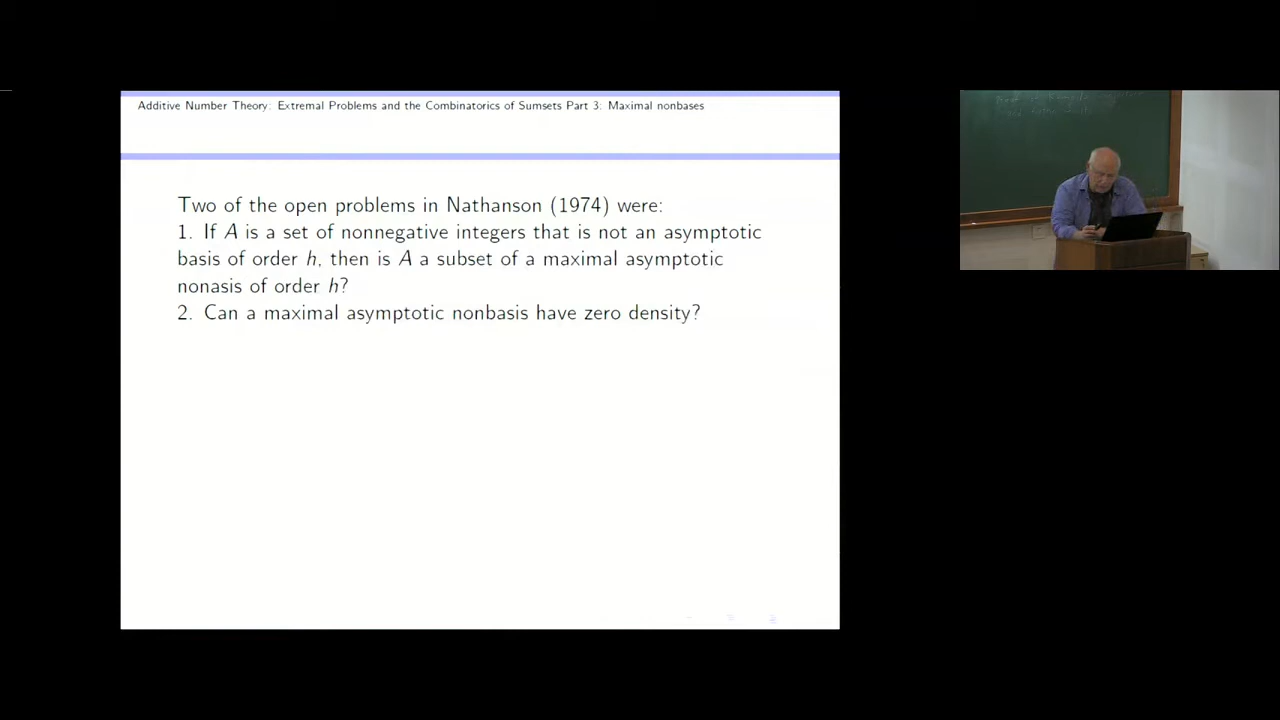 Additive Number Theory: Extremal Problems and the Combinatorics of Sumsets Part 3: Maximal nonbases
Two of the open problems in Nathanson (1974) were:
1. If A is a set of nonnegative integers that is not an asymptotic
basis of order h, then is A a subset of a maximal asymptotic
nonasis of order h?
2. Can a maximal asymptotic nonbasis have zero density?